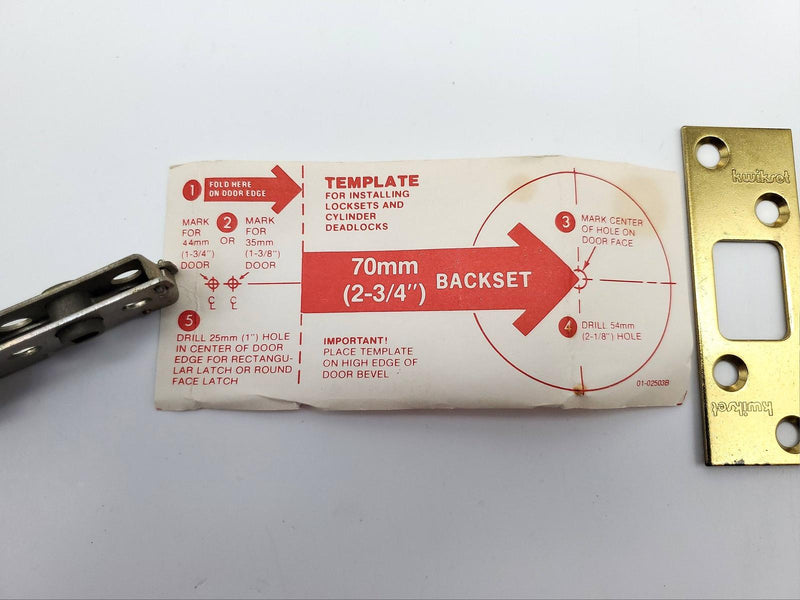 1
FOLD HERE
ON DOOR EDGE
MARK
FOR
44mm
(1-3/4")
DOOR
2
OR
MARK
FOR
35mm
(1-3/8")
DOOR
℄ ℄
5
DRILL 25mm (1") HOLE
IN CENTER OF DOOR
EDGE FOR RECTANGU-
LAR LATCH OR ROUND
FACE LATCH
TEMPLATE
FOR INSTALLING
LOCKSETS AND
CYLINDER
DEADLOCKS
70mm
(2-3/4")
BACKSET
IMPORTANT!
PLACE TEMPLATE
ON HIGH EDGE OF
DOOR BEVEL
3
MARK CENTER
OF HOLE ON
DOOR FACE
4
DRILL 54mm
(2-1/8") HOLE
01-02503B
kwikset
kwikset